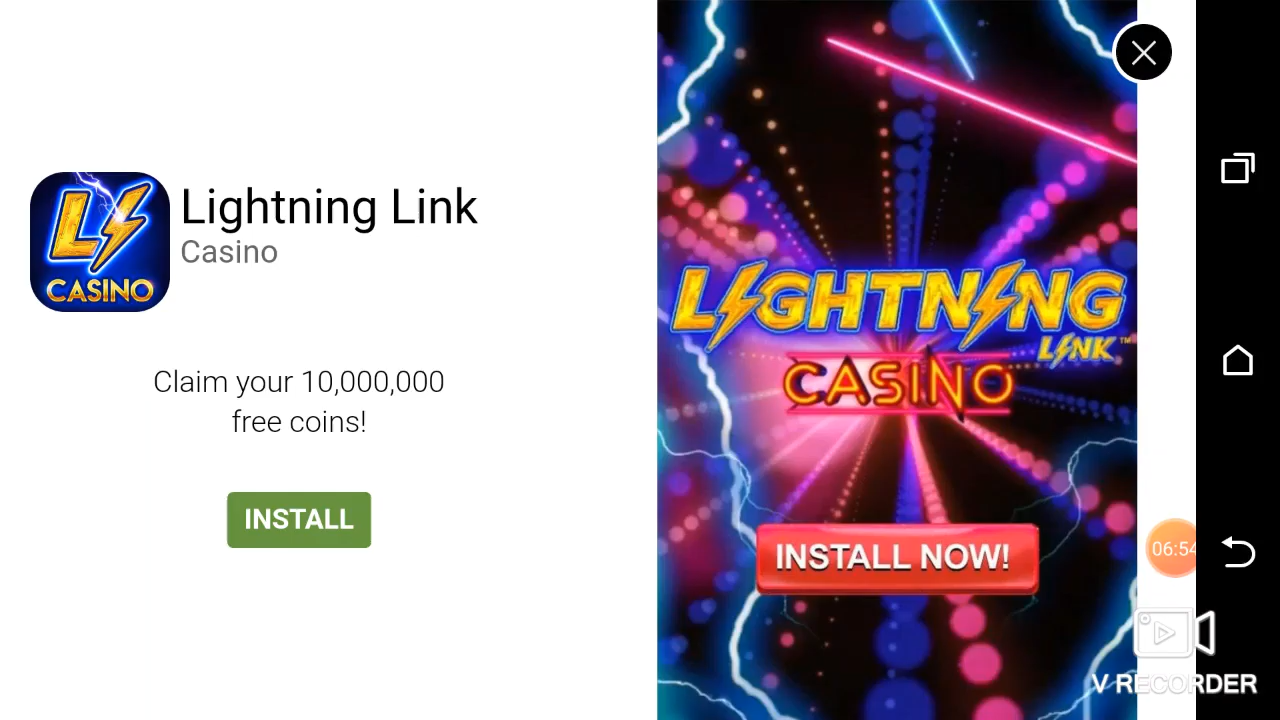 Lightning Link
Casino
L
CASINO
Claim your 10,000,000
free coins!
INSTALL
LIGHTNING
LINK™
CASINO
INSTALL NOW!
06:54
V RECORDER